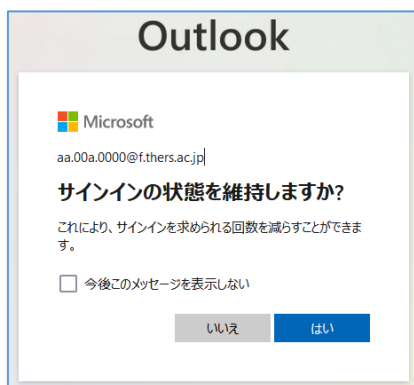 Outlook
Microsoft
aa.00a.0000@f.thers.ac.jp
サインインの状態を維持しますか?
これにより、サインインを求められる回数を減らすことができま
す。
今後このメッセージを表示しない
いいえ
はい